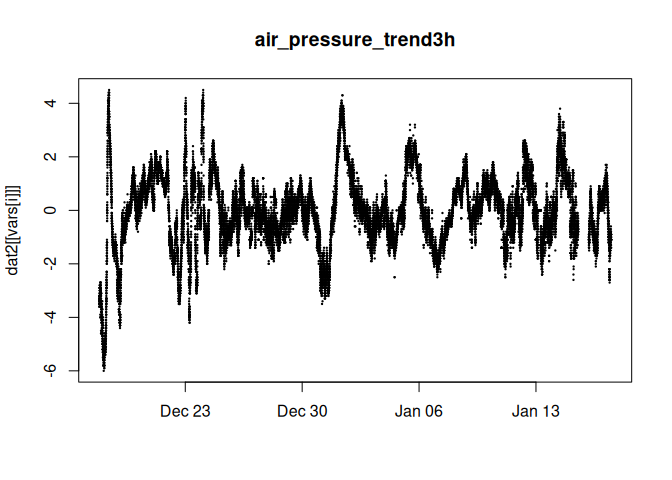 air_pressure_trend3h
dat2[[vars[i]]]
4
2
0
-2
-4
-6
Dec 23 Dec 30 Jan 06 Jan 13